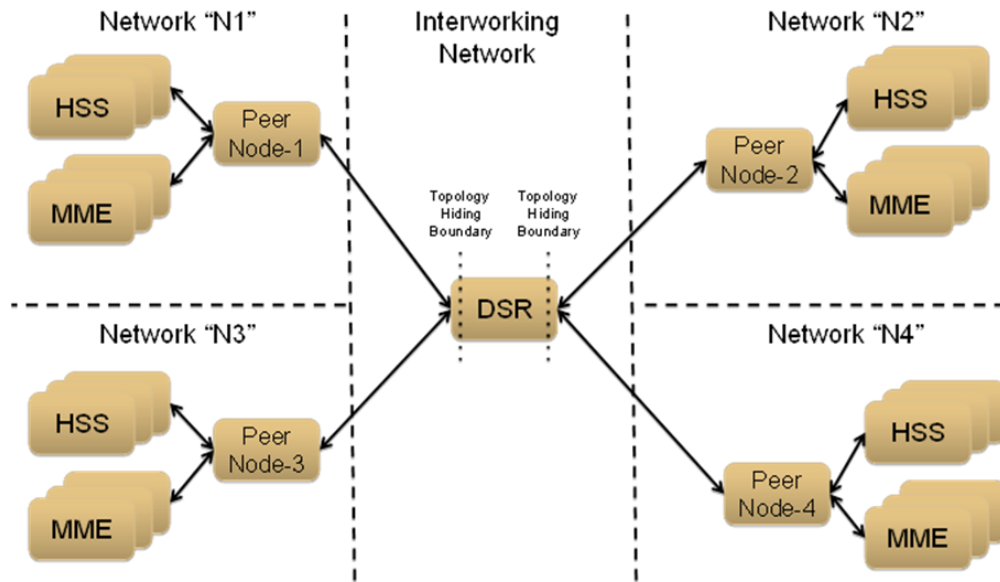 Network “N1”
Interworking
Network
Network “N2”
HSS
MME
Peer
Node-1
Peer
Node-2
HSS
MME
Topology
Hiding
Boundary
Topology
Hiding
Boundary
DSR
Network “N3”
HSS
MME
Peer
Node-3
Network “N4”
Peer
Node-4
HSS
MME